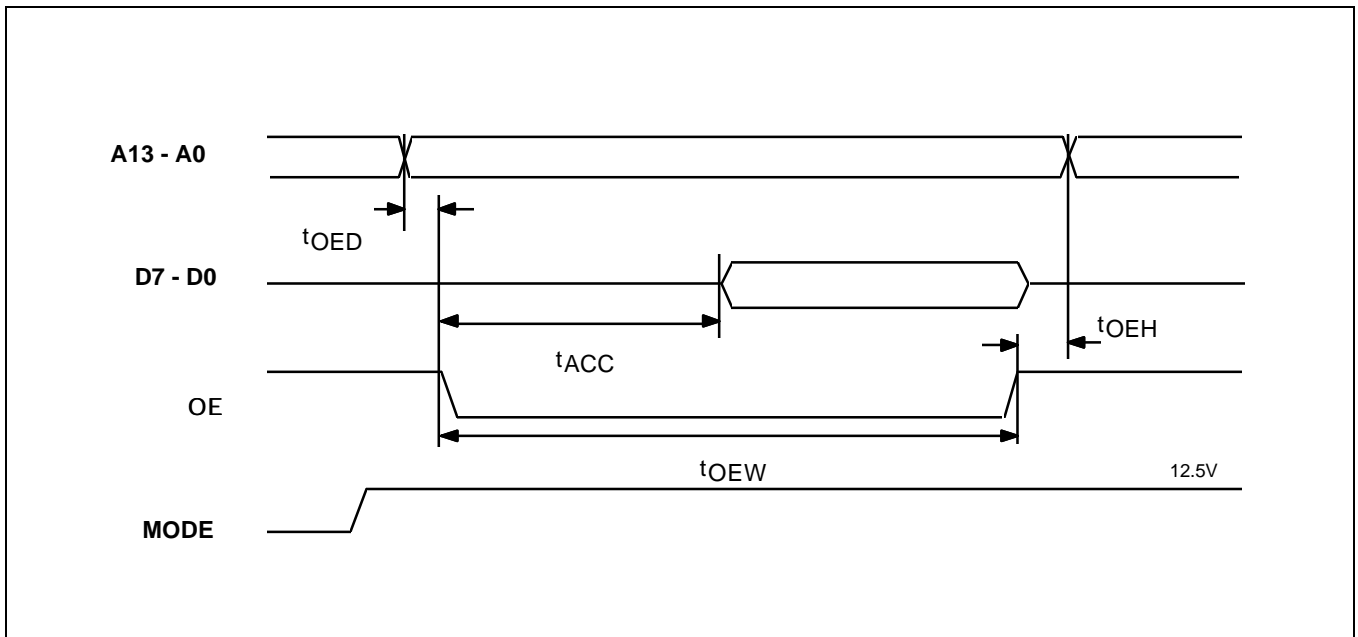 A13 - A0
tOED
D7 - D0
tOEH
tACC
OE
tOEW
12.5V
MODE